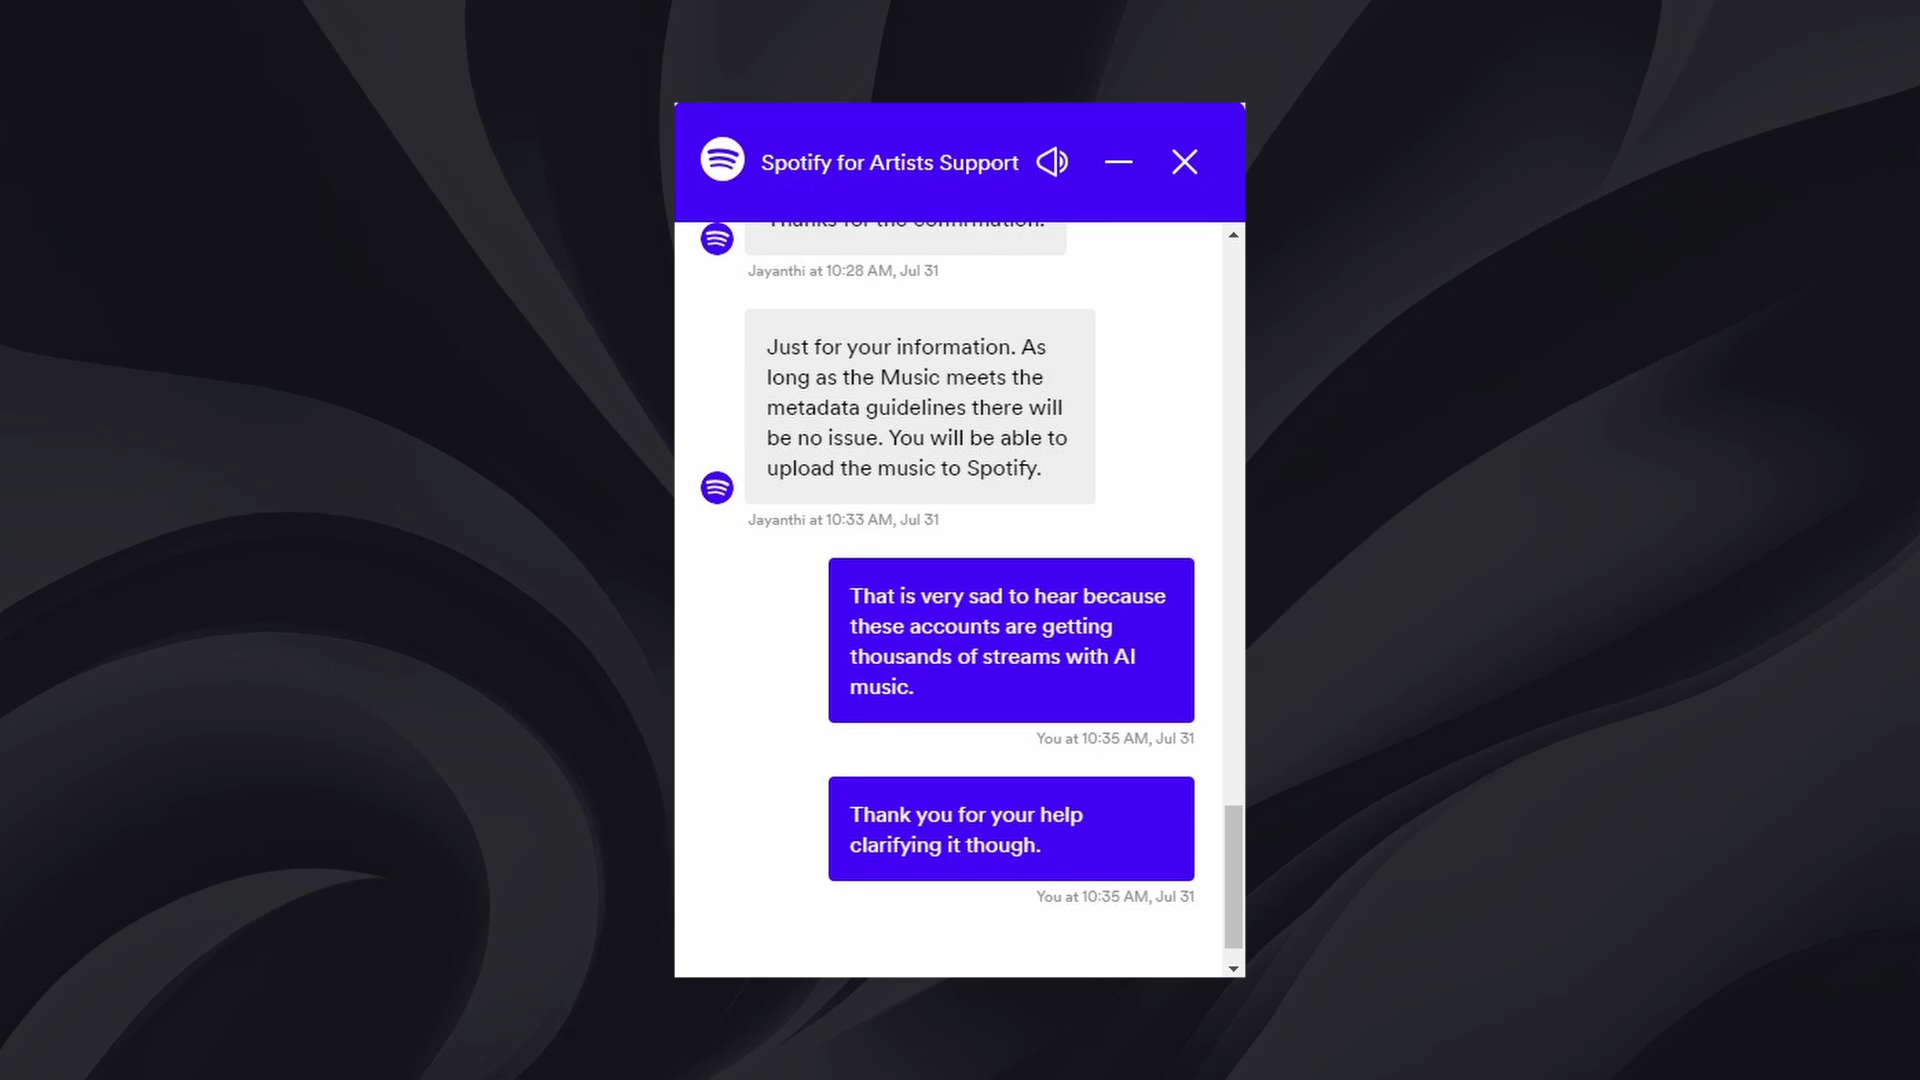 Spotify for Artists Support
Thanks for the confirmation.
Jayanthi at 10:28 AM, Jul 31
Just for your information. As
long as the Music meets the
metadata guidelines there will
be no issue. You will be able to
upload the music to Spotify.
Jayanthi at 10:33 AM, Jul 31
That is very sad to hear because
these accounts are getting
thousands of streams with AI
music.
You at 10:35 AM, Jul 31
Thank you for your help
clarifying it though.
You at 10:35 AM, Jul 31